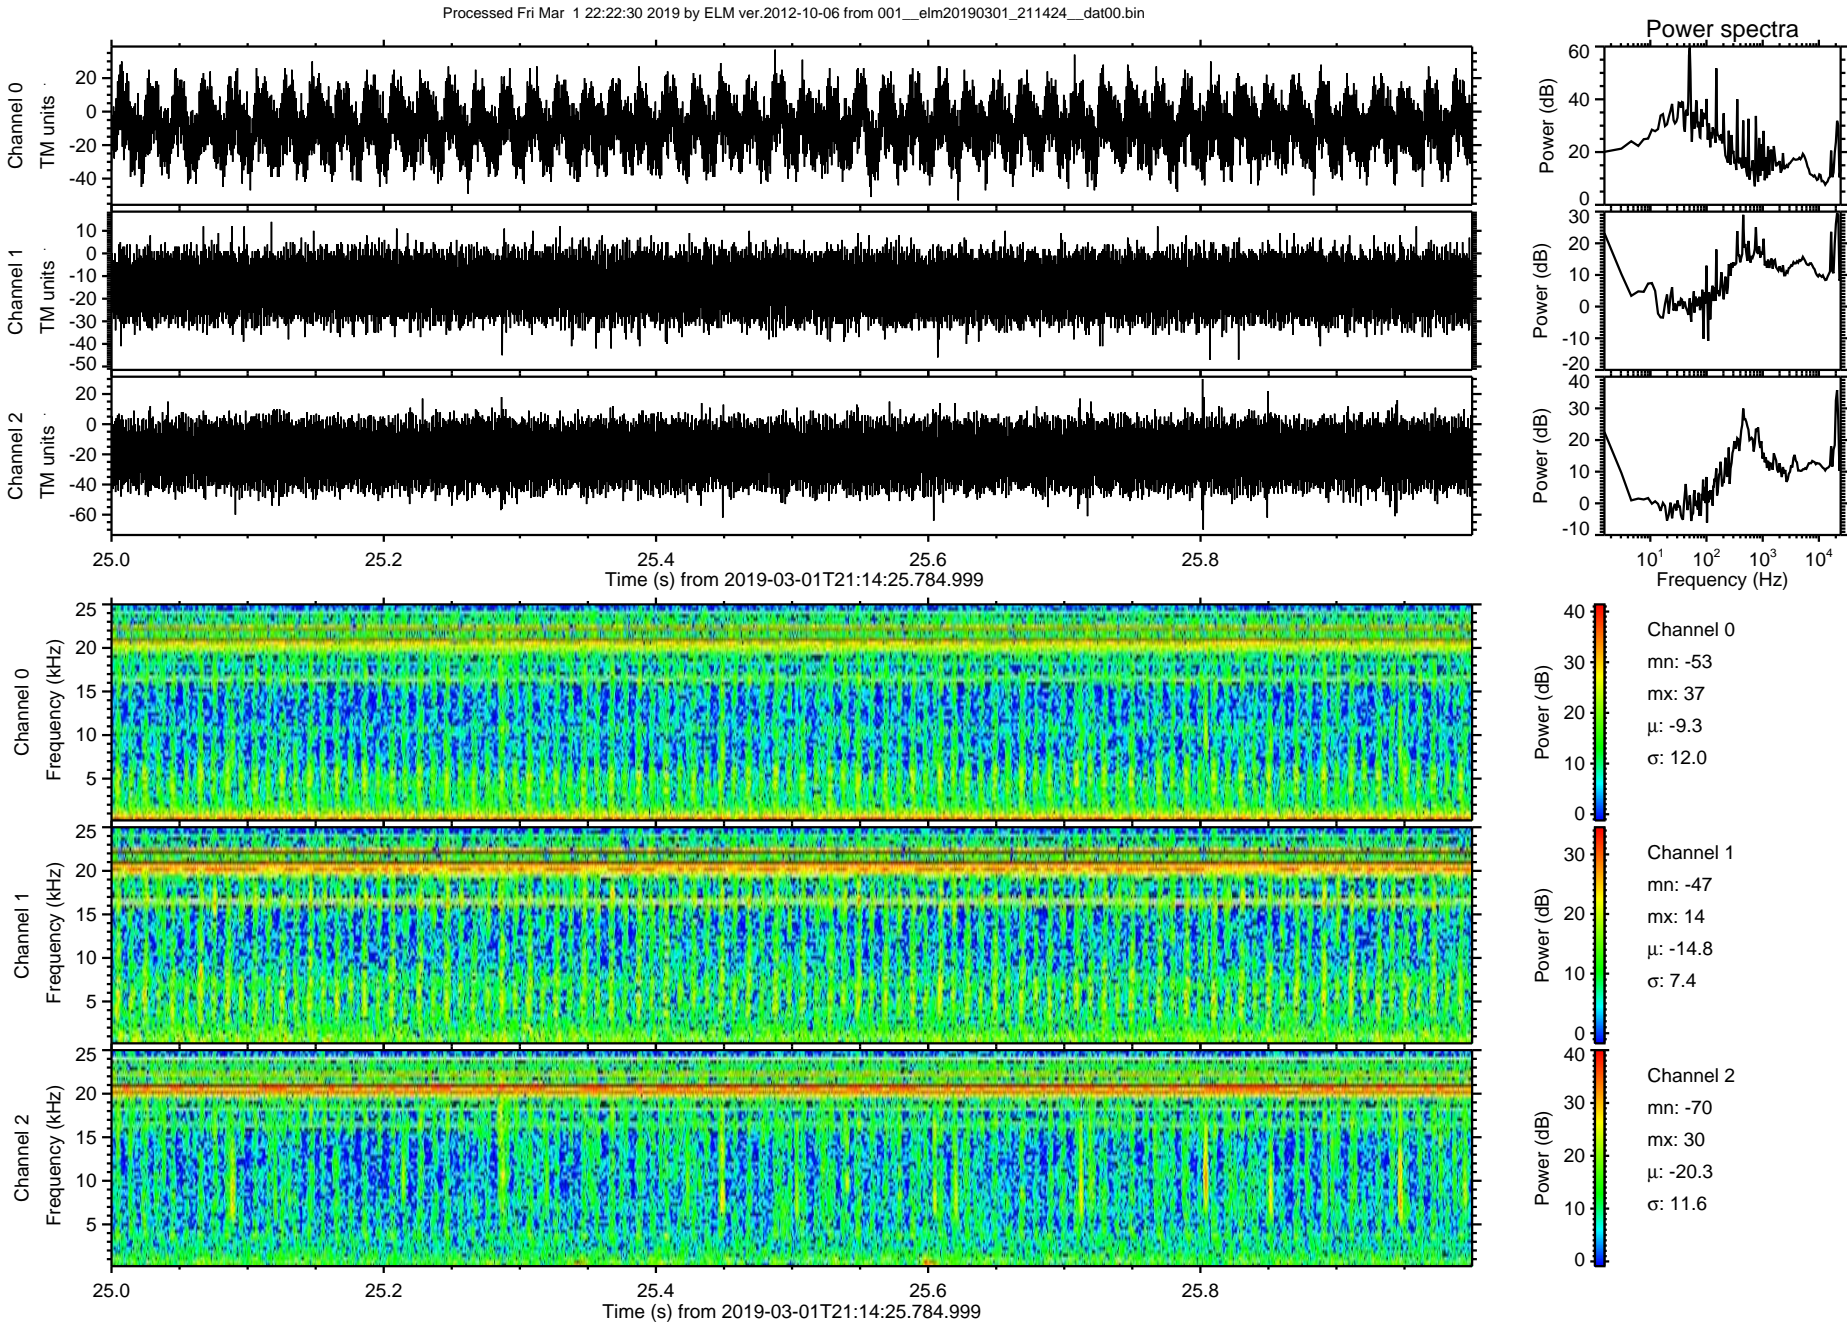 Processed Fri Mar  1 22:22:30 2019 by ELM ver.2012-10-06 from 001__elm20190301_211424__dat00.bin
Power spectra
Channel 0
TM units
20
0
-20
-40
Power (dB)
60
40
20
0
Channel 1
TM units
10
0
-10
-20
-30
-40
-50
Power (dB)
30
20
10
0
-10
-20
Channel 2
TM units
20
0
-20
-40
-60
Power (dB)
40
30
20
10
0
-10
25.0 25.2 25.4 25.6 25.8
Time (s) from 2019-03-01T21:14:25.784.999
10^1 10^2 10^3 10^4
Frequency (Hz)
Channel 0
Frequency (kHz)
25
20
15
10
5
Power (dB)
40
30
20
10
0
Channel 0
mn: -53
mx: 37
μ: -9.3
σ: 12.0
Channel 1
Frequency (kHz)
25
20
15
10
5
Power (dB)
30
20
10
0
Channel 1
mn: -47
mx: 14
μ: -14.8
σ: 7.4
Channel 2
Frequency (kHz)
25
20
15
10
5
Power (dB)
40
30
20
10
0
Channel 2
mn: -70
mx: 30
μ: -20.3
σ: 11.6
25.0 25.2 25.4 25.6 25.8
Time (s) from 2019-03-01T21:14:25.784.999